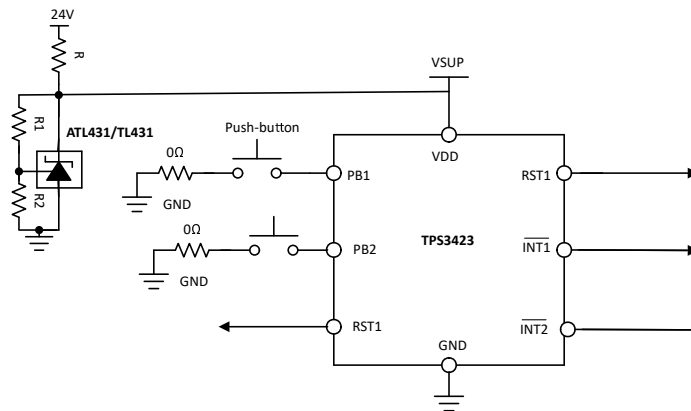 24V
R
VSUP
R1
ATL431/TL431
Push-button
VDD
0Ω
PB1
RST1
GND
R2
TPS3423
0Ω
PB2
INT1
GND
RST1
INT2
GND